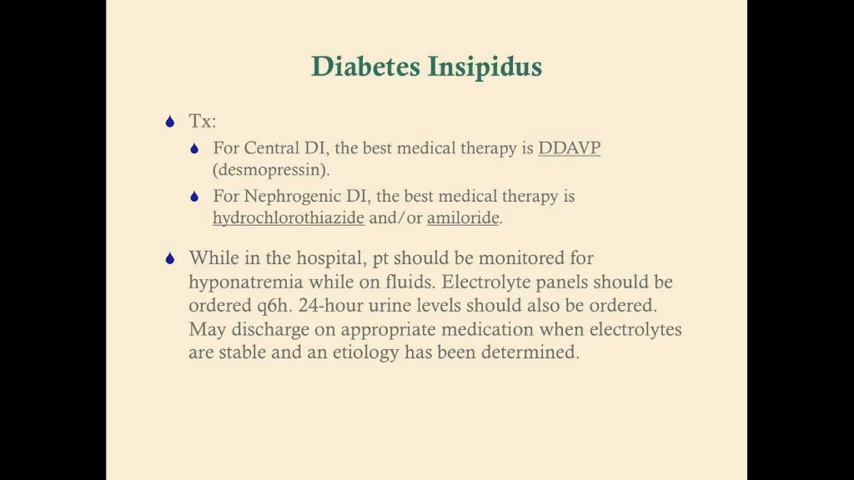 Diabetes Insipidus
Tx:
For Central DI, the best medical therapy is DDAVP
(desmopressin).
For Nephrogenic DI, the best medical therapy is
hydrochlorothiazide and/or amiloride.
While in the hospital, pt should be monitored for
hyponatremia while on fluids. Electrolyte panels should be
ordered q6h. 24-hour urine levels should also be ordered.
May discharge on appropriate medication when electrolytes
are stable and an etiology has been determined.